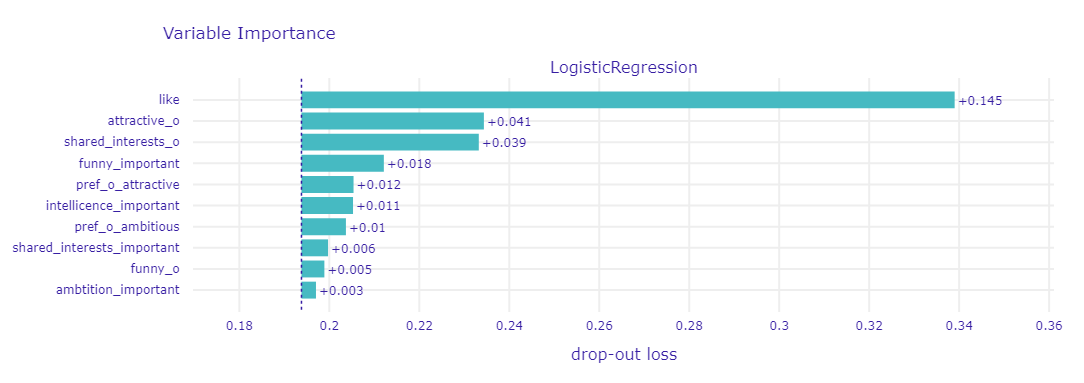 Variable Importance
LogisticRegression
like +0.145
attractive_o +0.041
shared_interests_o +0.039
funny_important +0.018
pref_o_attractive +0.012
intellicence_important +0.011
pref_o_ambitious +0.01
shared_interests_important +0.006
funny_o +0.005
ambtition_important +0.003
0.18 0.2 0.22 0.24 0.26 0.28 0.3 0.32 0.34 0.36
drop-out loss